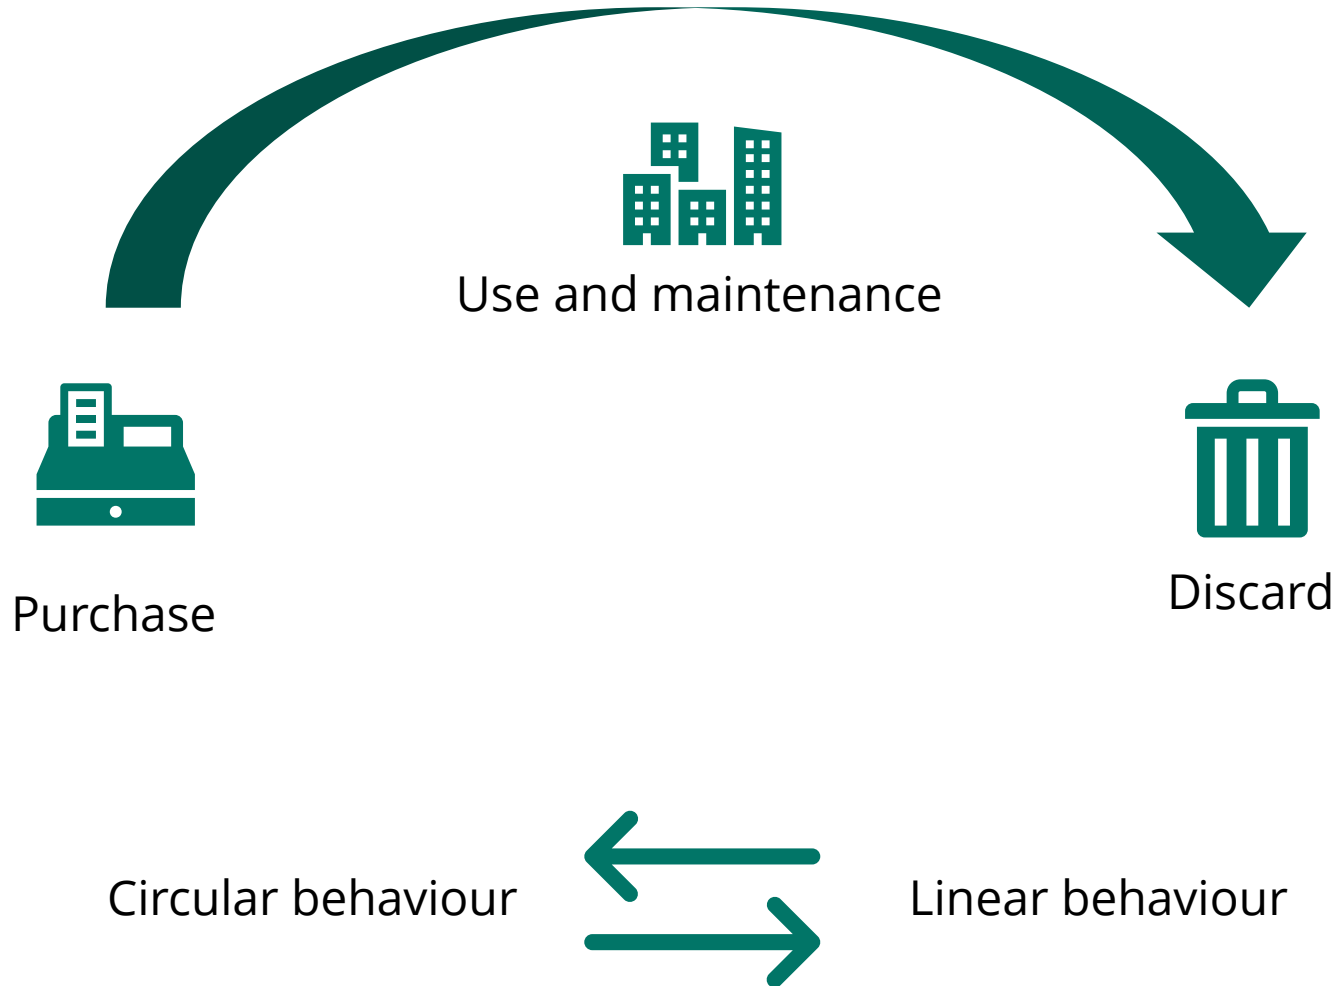 Use and maintenance
Purchase
Discard
Circular behaviour
Linear behaviour